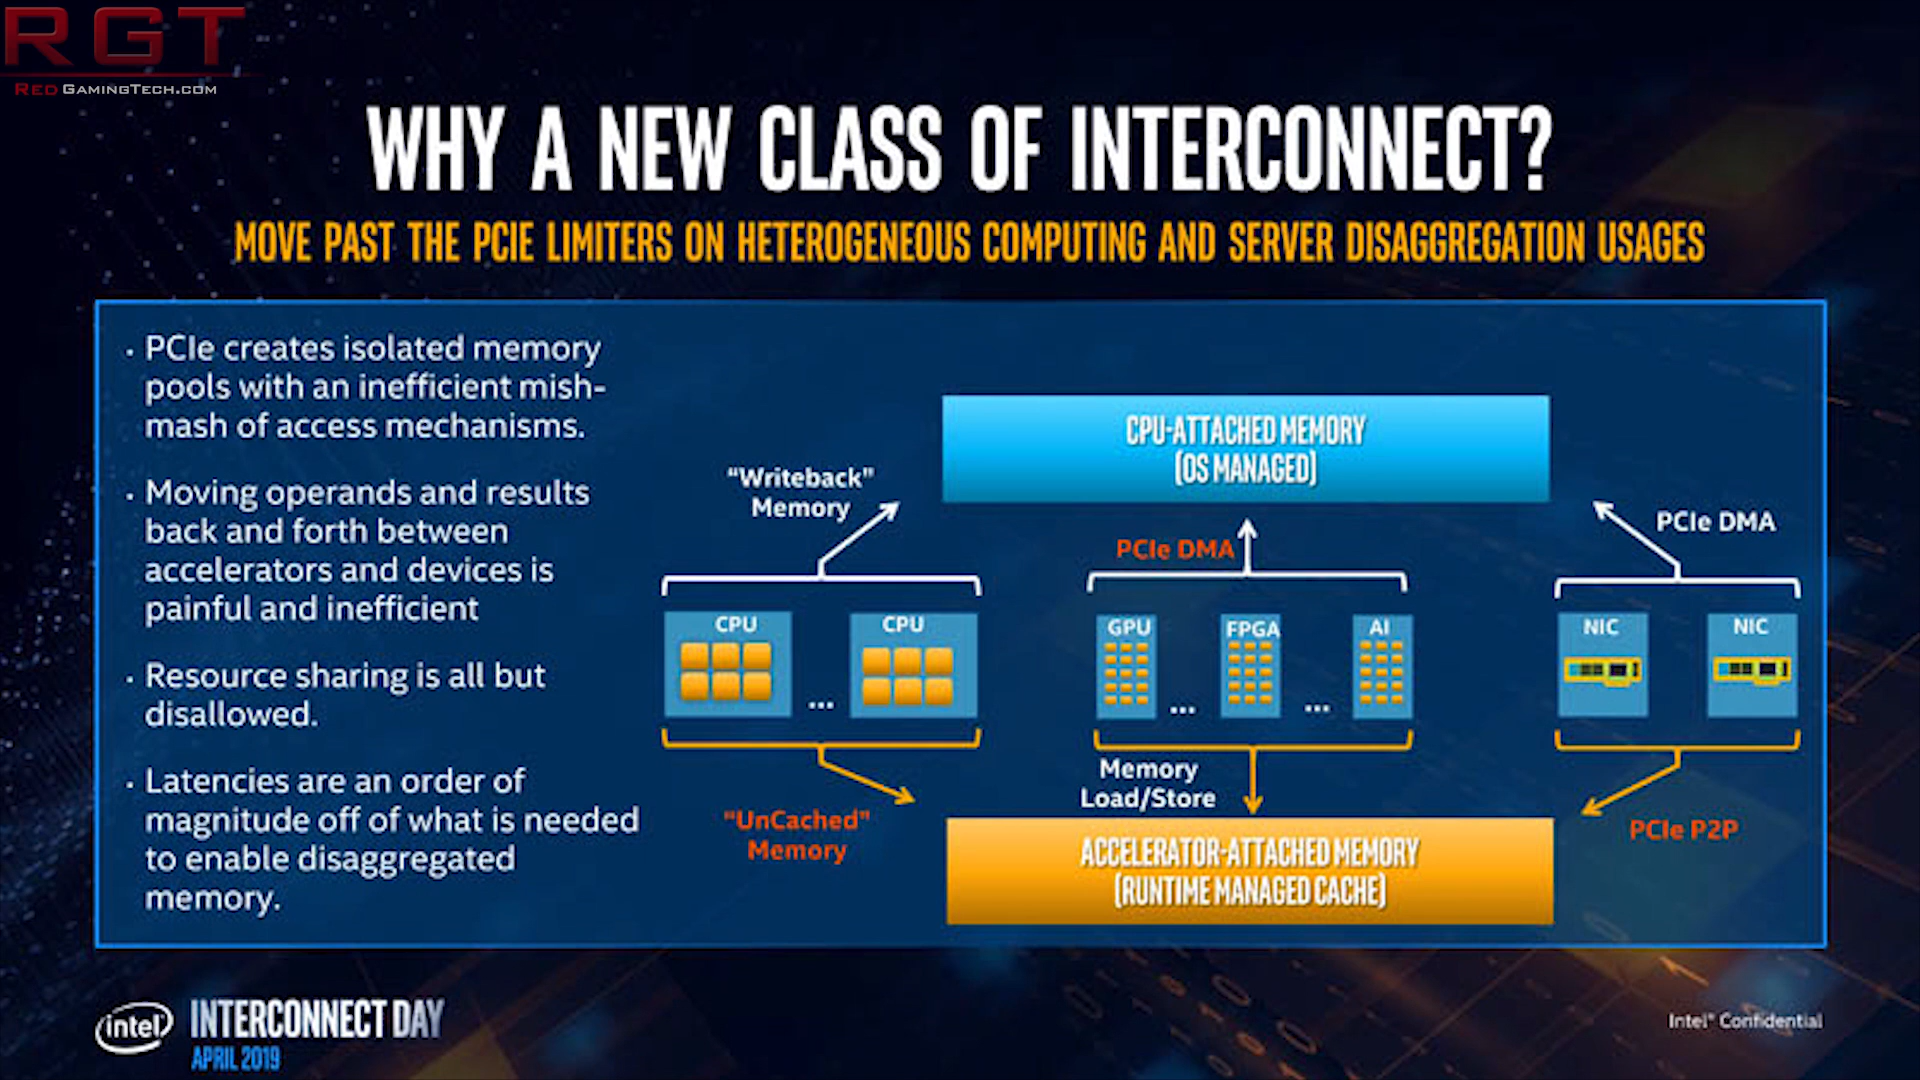 RGT
REDGAMINGTECH.COM
WHY A NEW CLASS OF INTERCONNECT?
MOVE PAST THE PCIE LIMITERS ON HETEROGENEOUS COMPUTING AND SERVER DISAGGREGATION USAGES
· PCIe creates isolated memory
pools with an inefficient mish-
mash of access mechanisms.
· Moving operands and results
back and forth between
accelerators and devices is
painful and inefficient
· Resource sharing is all but
disallowed.
· Latencies are an order of
magnitude off of what is needed
to enable disaggregated
memory.
CPU-ATTACHED MEMORY
(OS MANAGED)
"Writeback"
Memory
PCIe DMA
PCIe DMA
CPU
...
CPU
GPU
...
FPGA
...
AI
NIC
NIC
"UnCached"
Memory
Memory
Load/Store
PCIe P2P
ACCELERATOR-ATTACHED MEMORY
(RUNTIME MANAGED CACHE)
intel
INTERCONNECT DAY
APRIL 2019
Intel® Confidential